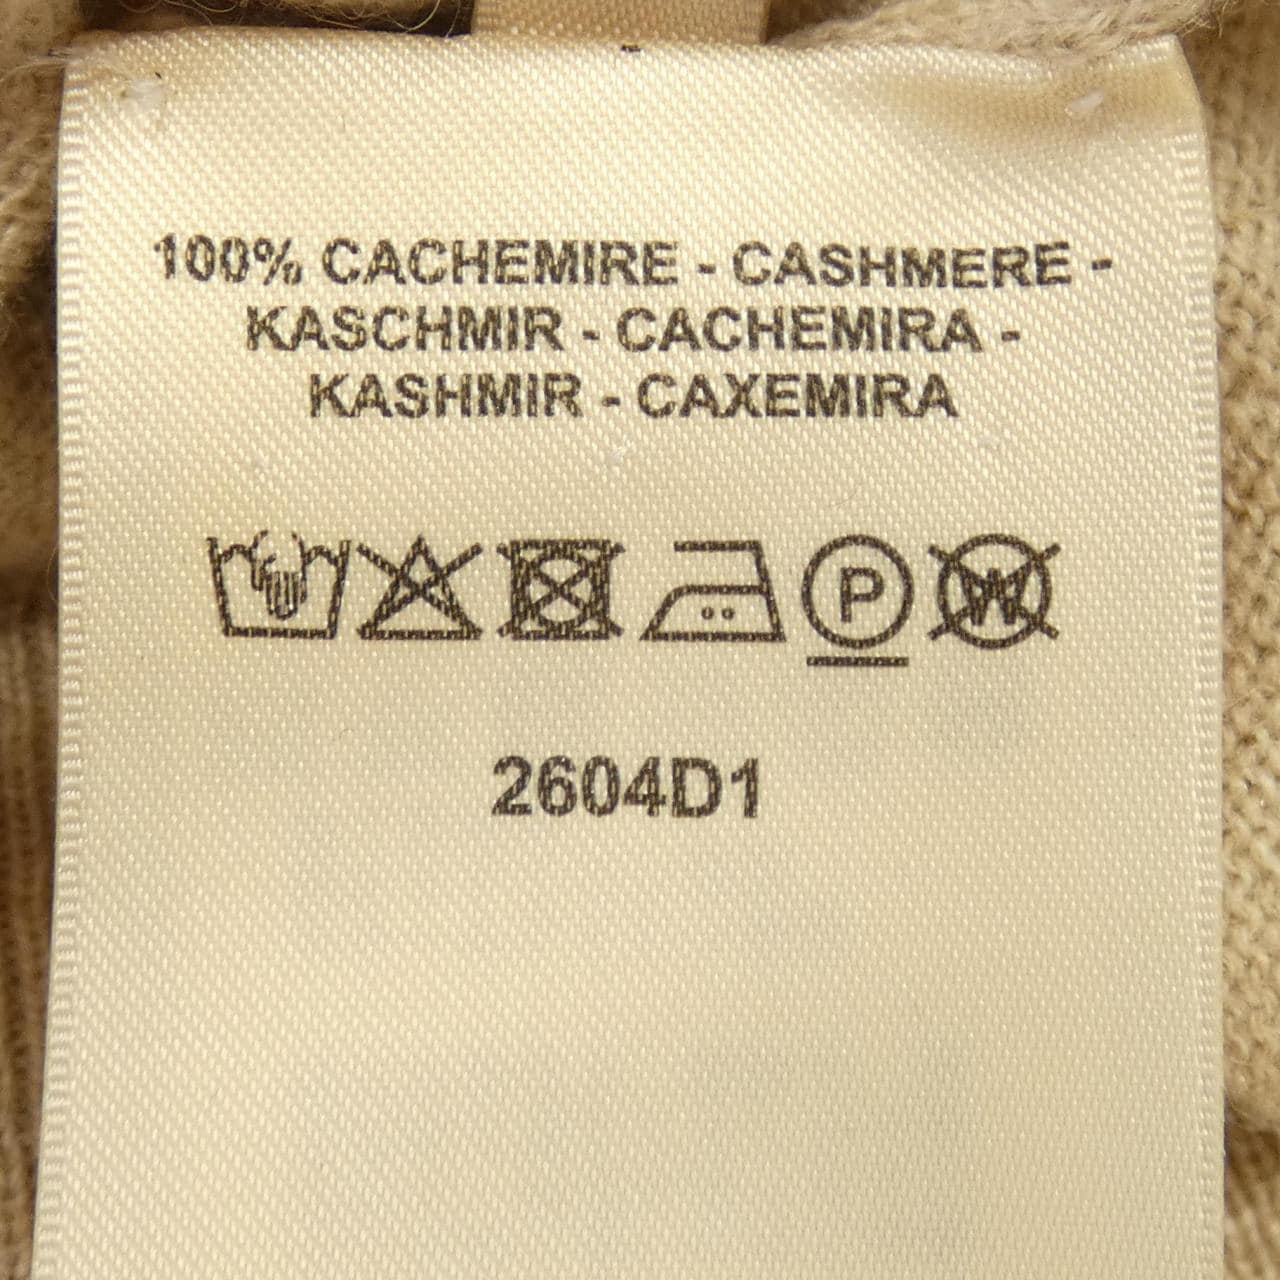 100% CACHEMIRE - CASHMERE -
KASCHMIR - CACHEMIRA -
KASHMIR - CAXEMIRA
P W
2604D1